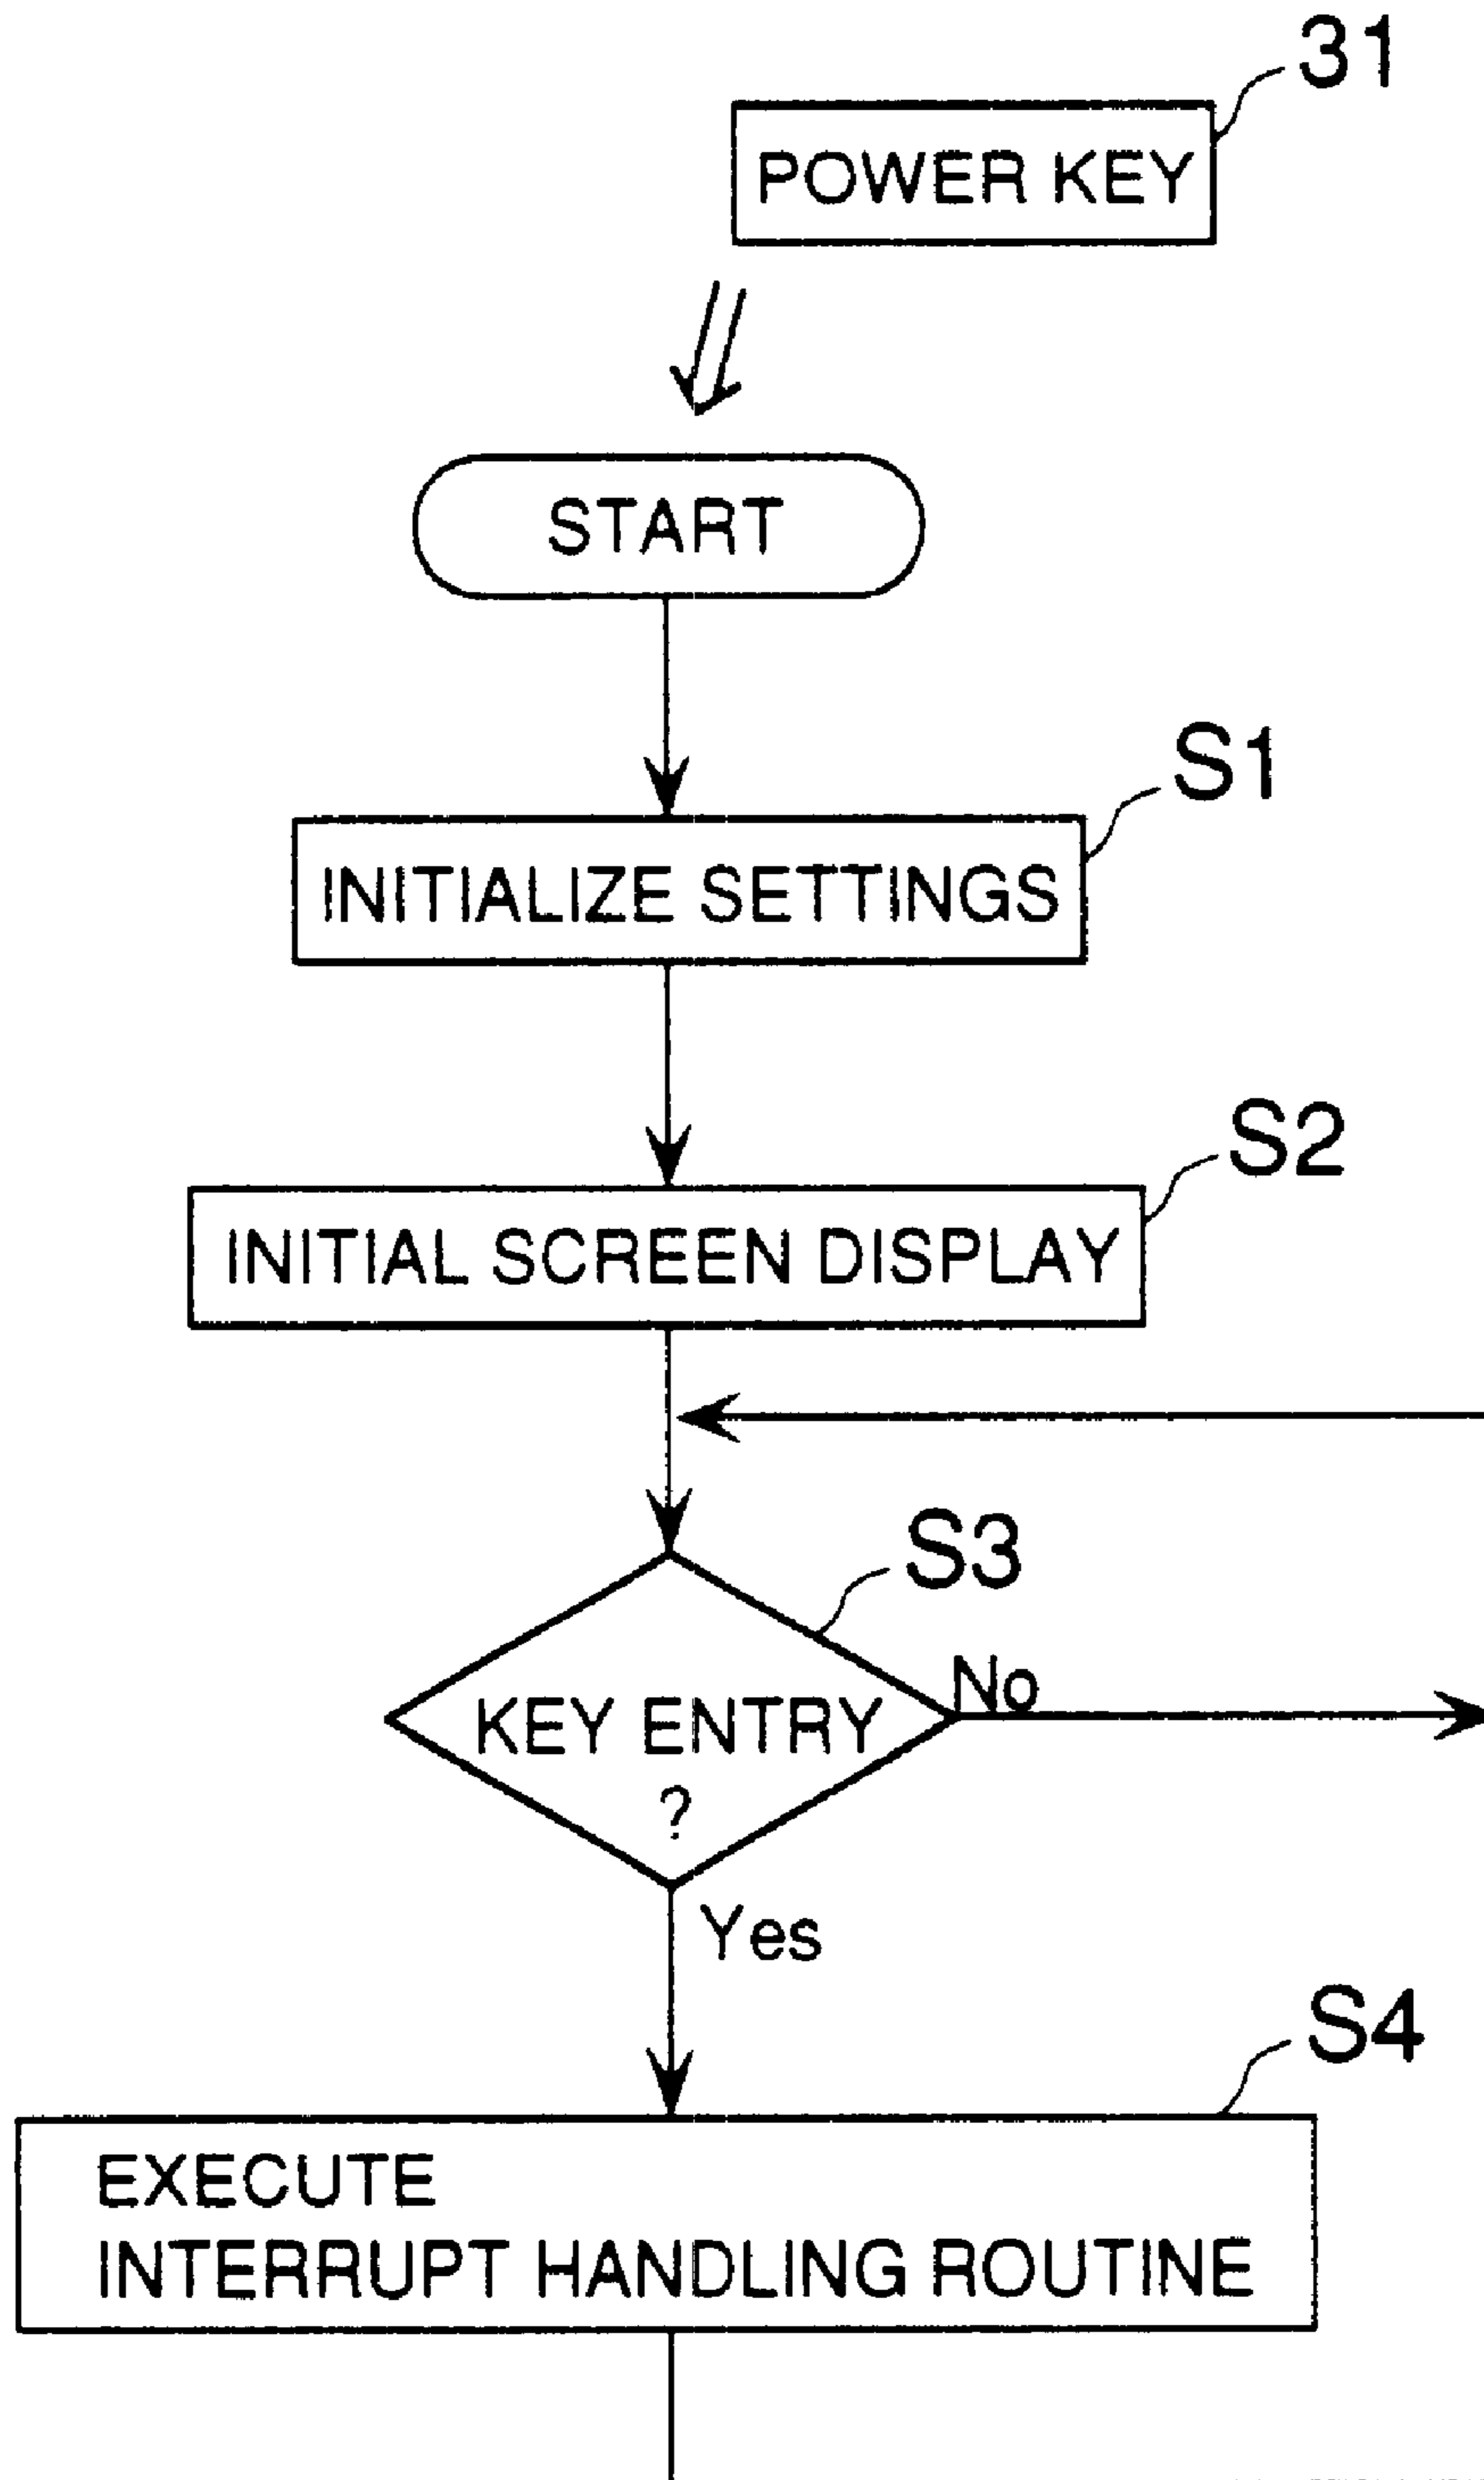 31
POWER KEY
START
S1
INITIALIZE SETTINGS
S2
INITIAL SCREEN DISPLAY
S3
No
KEY ENTRY
?
Yes
S4
EXECUTE
INTERRUPT HANDLING ROUTINE